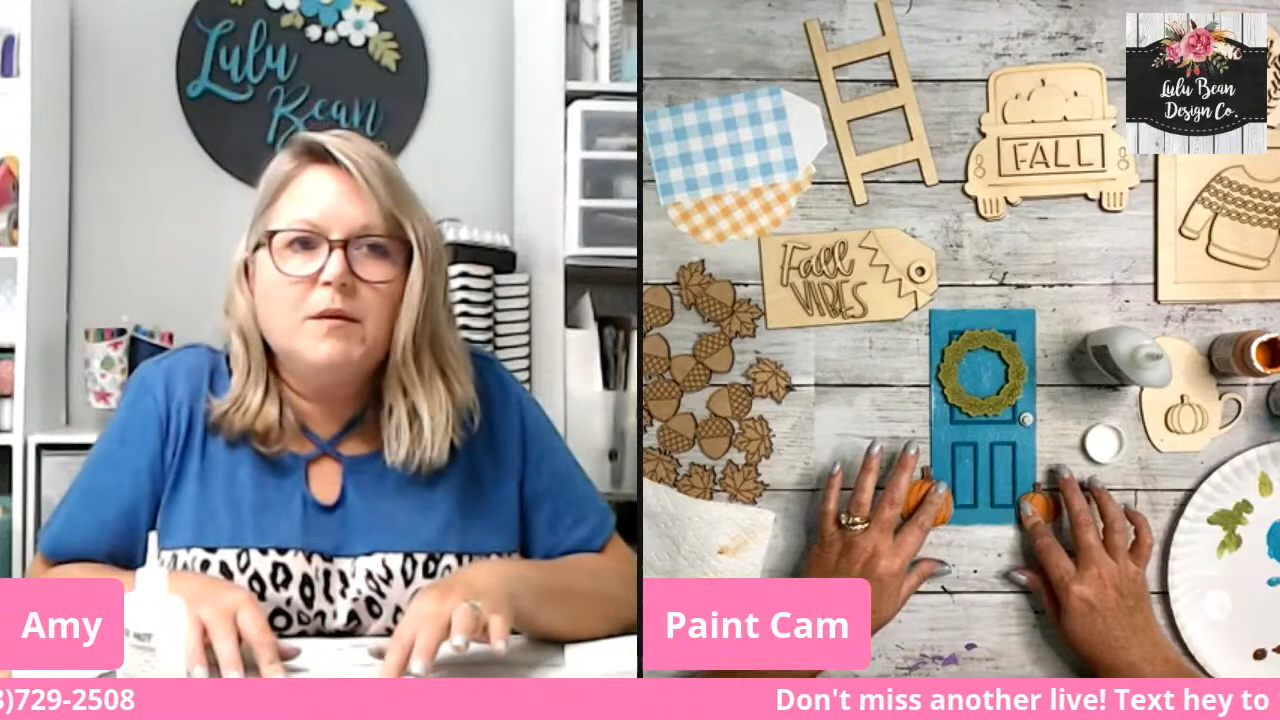 Lulu
Bean
Lulu Bean
Design Co.
FALL
Fall
VIBES
Amy
Paint Cam
3)729-2508
Don't miss another live! Text hey to